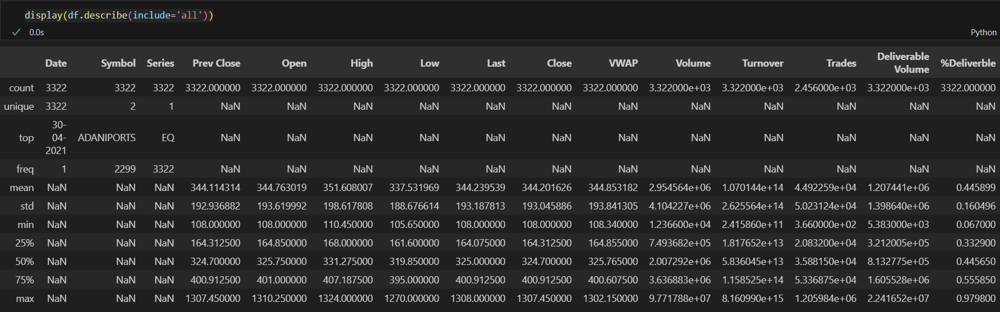 display(df.describe(include='all'))
0.0s Python
Date Symbol Series Prev Close Open High Low Last Close VWAP Volume Turnover Trades Deliverable Volume %Deliverble
count 3322 3322 3322 3322.000000 3322.000000 3322.000000 3322.000000 3322.000000 3322.000000 3322.000000 3.322000e+03 3.322000e+03 2.456000e+03 3.322000e+03 3322.000000
unique 3322 2 1 NaN NaN NaN NaN NaN NaN NaN NaN NaN NaN NaN NaN
top 30-04-2021 ADANIPORTS EQ NaN NaN NaN NaN NaN NaN NaN NaN NaN NaN NaN NaN
freq 1 2299 3322 NaN NaN NaN NaN NaN NaN NaN NaN NaN NaN NaN NaN
mean NaN NaN NaN 344.114314 344.763019 351.608007 337.531969 344.239539 344.201626 344.853182 2.954564e+06 1.070144e+14 4.492259e+04 1.207441e+06 0.445899
std NaN NaN NaN 192.936882 193.619992 198.617808 188.676614 193.187813 193.045886 193.841305 4.104227e+06 2.625564e+14 5.023124e+04 1.398640e+06 0.160496
min NaN NaN NaN 108.000000 108.000000 110.450000 105.650000 108.000000 108.000000 108.340000 1.236600e+04 2.415860e+11 3.660000e+02 5.383000e+03 0.067000
25% NaN NaN NaN 164.312500 164.850000 168.000000 161.600000 164.075000 164.312500 164.855000 7.493682e+05 1.817652e+13 2.083200e+04 3.212005e+05 0.332900
50% NaN NaN NaN 324.700000 325.750000 331.275000 319.850000 325.000000 324.700000 325.765000 2.007292e+06 5.836045e+13 3.588150e+04 8.132775e+05 0.445650
75% NaN NaN NaN 400.912500 401.000000 407.187500 395.000000 400.912500 400.912500 400.607500 3.636883e+06 1.158525e+14 5.336875e+04 1.605528e+06 0.555850
max NaN NaN NaN 1307.450000 1310.250000 1324.000000 1270.000000 1308.000000 1307.450000 1302.150000 9.771788e+07 8.160990e+15 1.205984e+06 2.241652e+07 0.979800